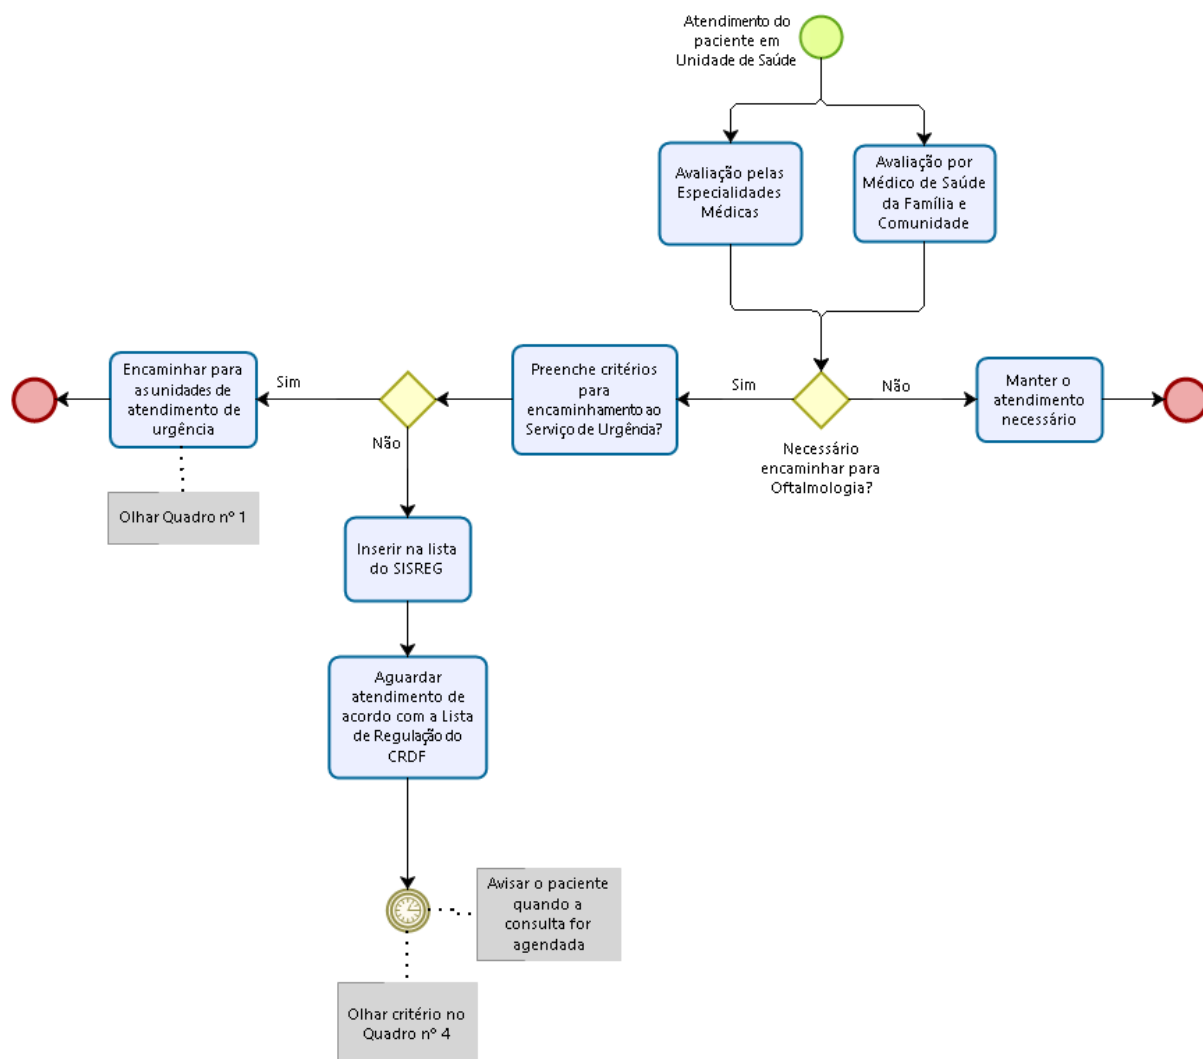 Atendimento do
paciente em
Unidade de Saúde
Avaliação pelas
Especialidades
Médicas
Avaliação por
Médico de Saúde
da Família e
Comunidade
Encaminhar para
as unidades de
atendimento de
urgência
Sim
Preenche critérios
para
encaminhamento ao
Serviço de Urgência?
Sim
Não
Manter o
atendimento
necessário
Não
Necessário
encaminhar para
Oftalmologia?
Olhar Quadro nº 1
Inserir na lista
do SISREG
Aguardar
atendimento de
acordo com a Lista
de Regulação do
CRDF
Avisar o paciente
quando a
consulta for
agendada
Olhar critério no
Quadro nº 4